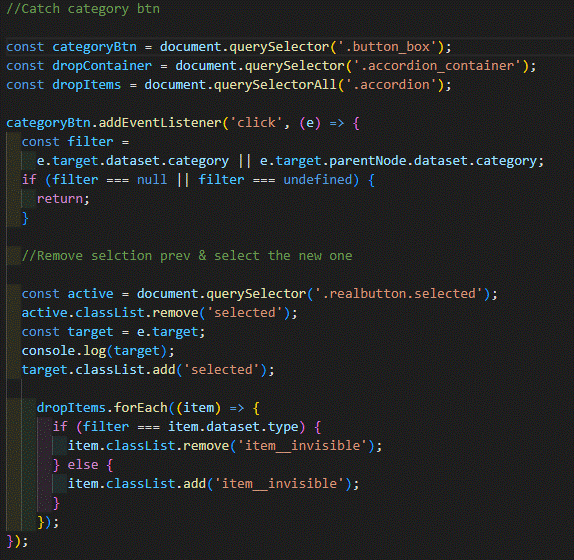 //Catch category btn
const categoryBtn = document.querySelector('.button_box');
const dropContainer = document.querySelector('.accordion_container');
const dropItems = document.querySelectorAll('.accordion');
categoryBtn.addEventListener('click', (e) => {
const filter =
e.target.dataset.category || e.target.parentNode.dataset.category;
if (filter === null || filter === undefined) {
return;
}
//Remove selction prev & select the new one
const active = document.querySelector('.realbutton.selected');
active.classList.remove('selected');
const target = e.target;
console.log(target);
target.classList.add('selected');
dropItems.forEach((item) => {
if (filter === item.dataset.type) {
item.classList.remove('item__invisible');
} else {
item.classList.add('item__invisible');
}
});
});